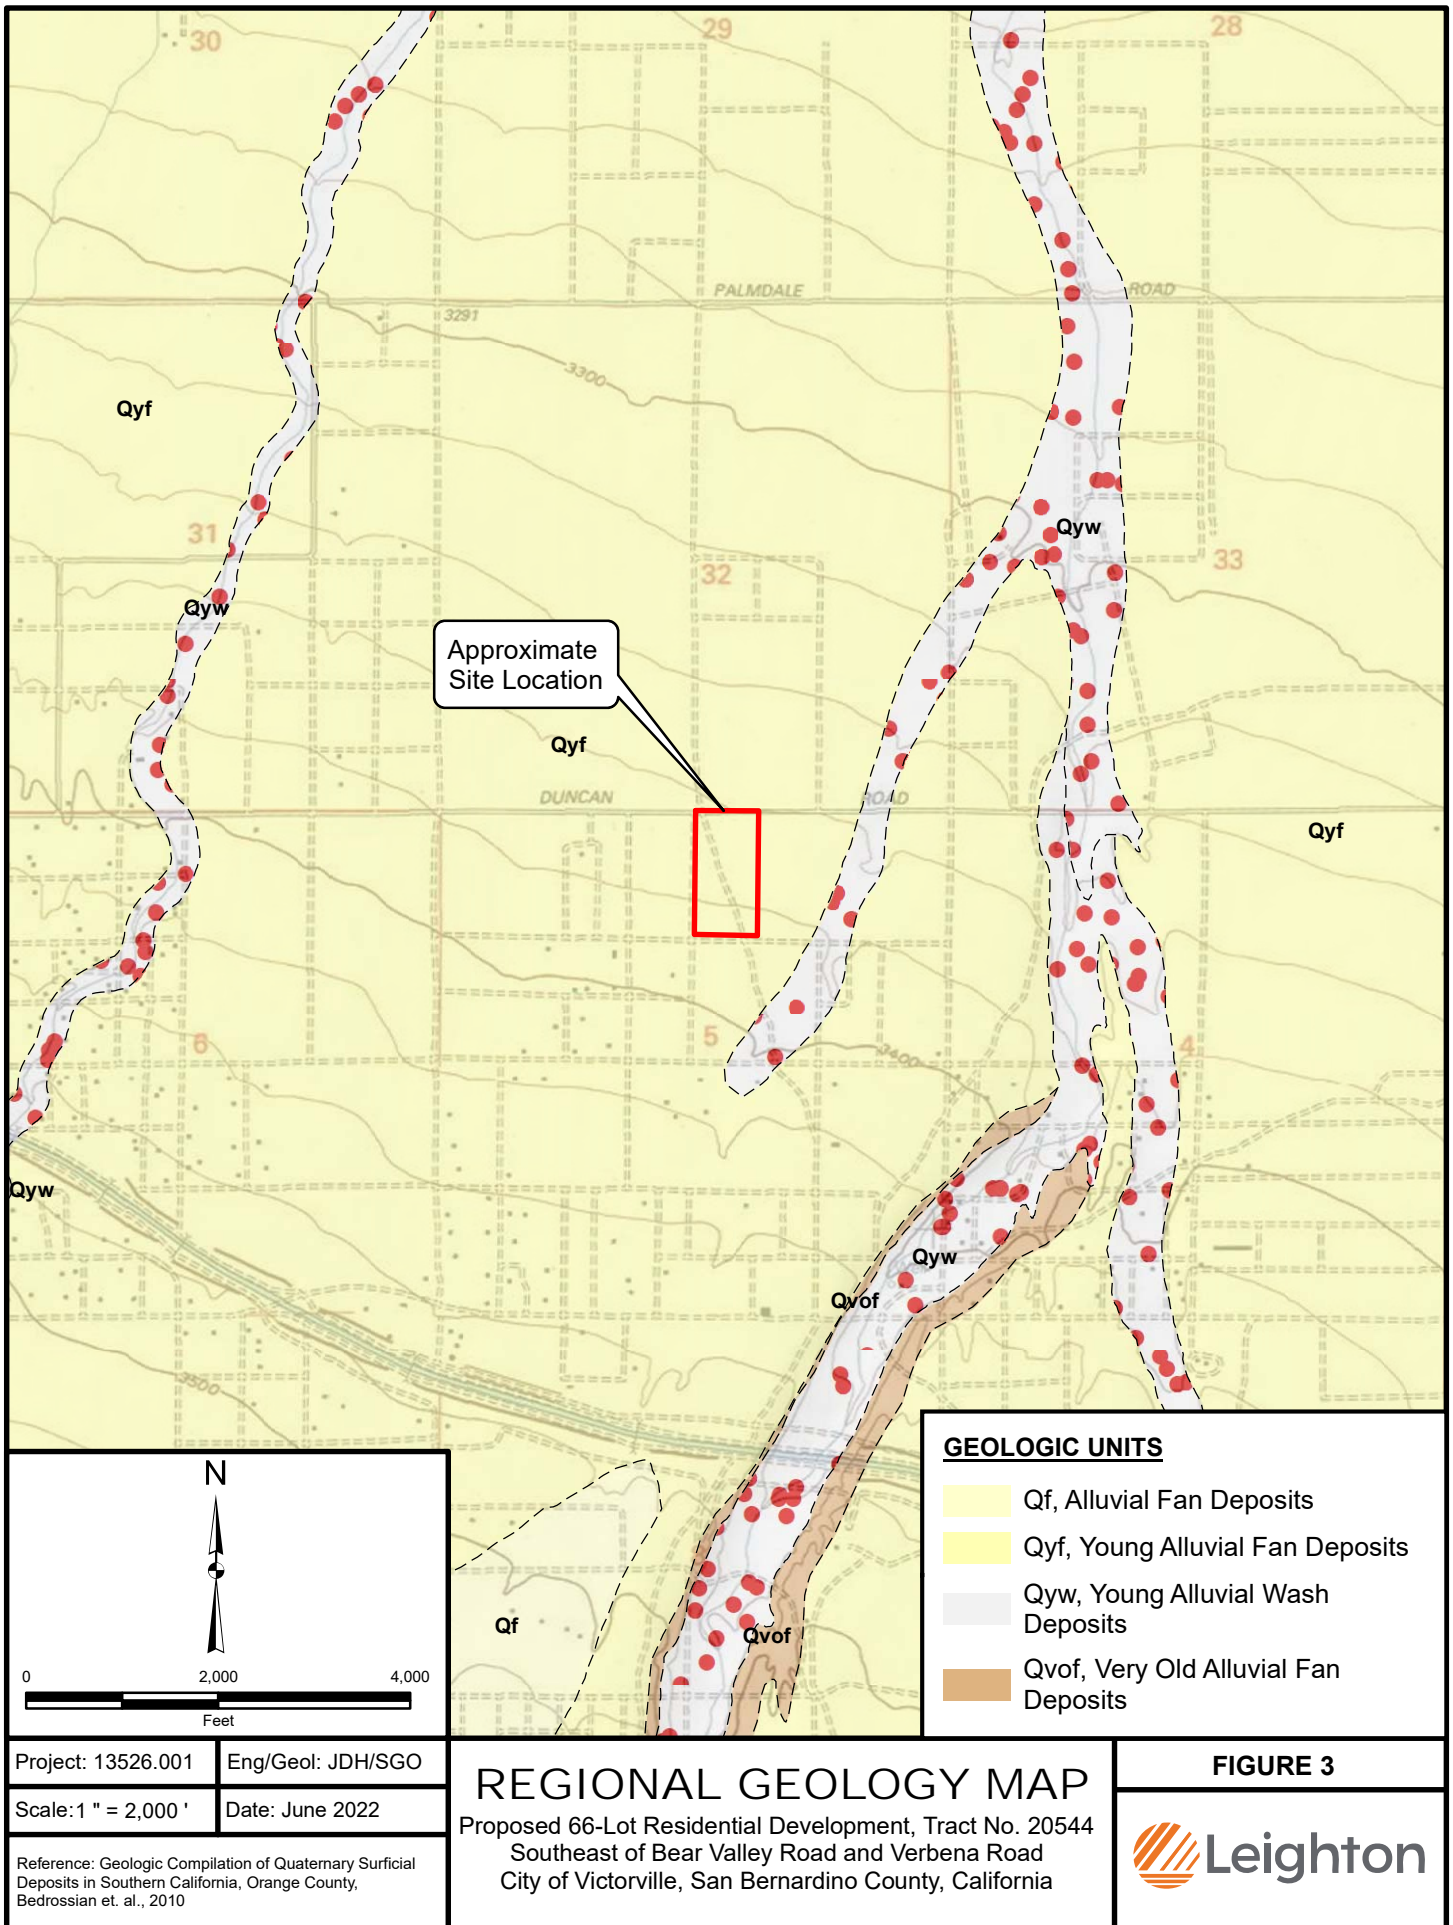 30
29
28
PALMDALE
ROAD
3291
3300
Qyf
31
Qyw
32
33
Qyw
Approximate
Site Location
Qyf
DUNCAN
ROAD
Qyf
6
5
3400
4
Qyw
Qyw
Qvof
3500
Qf
Qvof
GEOLOGIC UNITS
Qf, Alluvial Fan Deposits
Qyf, Young Alluvial Fan Deposits
Qyw, Young Alluvial Wash
Deposits
Qvof, Very Old Alluvial Fan
Deposits
N
0 2,000 4,000
Feet
Project: 13526.001
Eng/Geol: JDH/SGO
Scale:1 " = 2,000 '
Date: June 2022
Reference: Geologic Compilation of Quaternary Surficial
Deposits in Southern California, Orange County,
Bedrossian et. al., 2010
REGIONAL GEOLOGY MAP
Proposed 66-Lot Residential Development, Tract No. 20544
Southeast of Bear Valley Road and Verbena Road
City of Victorville, San Bernardino County, California
FIGURE 3
Leighton